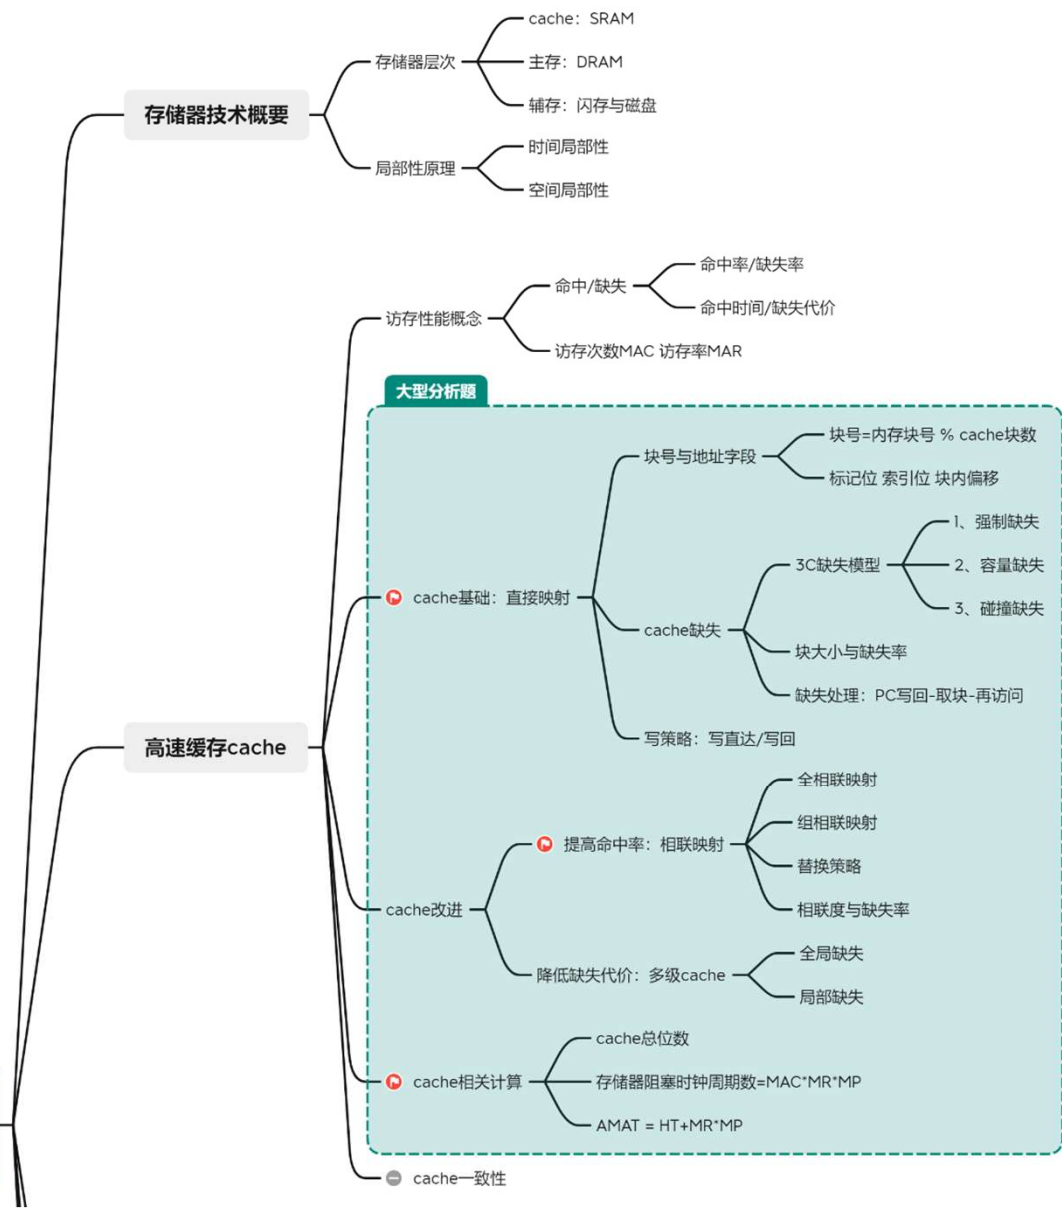 存储器技术概要
存储器层次
cache：SRAM
主存：DRAM
辅存：闪存与磁盘
局部性原理
时间局部性
空间局部性
高速缓存cache
访存性能概念
命中/缺失
命中率/缺失率
命中时间/缺失代价
访存次数MAC 访存率MAR
大型分析题
cache基础：直接映射
块号与地址字段
块号=内存块号 % cache块数
标记位 索引位 块内偏移
cache缺失
3C缺失模型
1、强制缺失
2、容量缺失
3、碰撞缺失
块大小与缺失率
缺失处理：PC写回-取块-再访问
写策略：写直达/写回
cache改进
提高命中率：相联映射
全相联映射
组相联映射
替换策略
相联度与缺失率
降低缺失代价：多级cache
全局缺失
局部缺失
cache相关计算
cache总位数
存储器阻塞时钟周期数=MAC*MR*MP
AMAT = HT+MR*MP
cache一致性